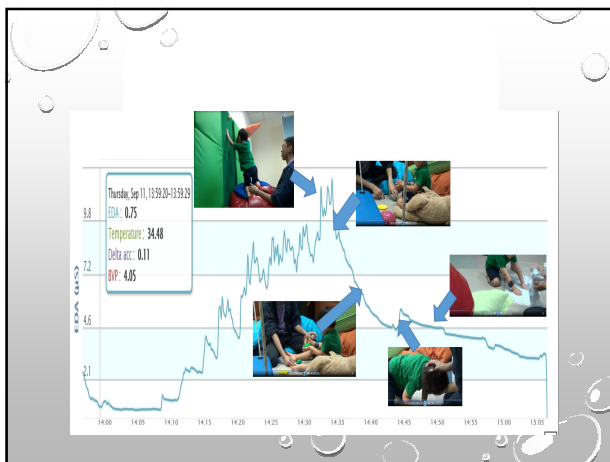 Thursday, Sep 11, 13:59:20-13:59:29
EDA : 0.75
Temperature : 34.48
Delta acc : 0.11
BVP : 4.05
EDA (µS)
9.8
7.2
4.6
2.1
14:00 14:05 14:10 14:15 14:20 14:25 14:30 14:35 14:40 14:45 14:50 14:55 15:00 15:05